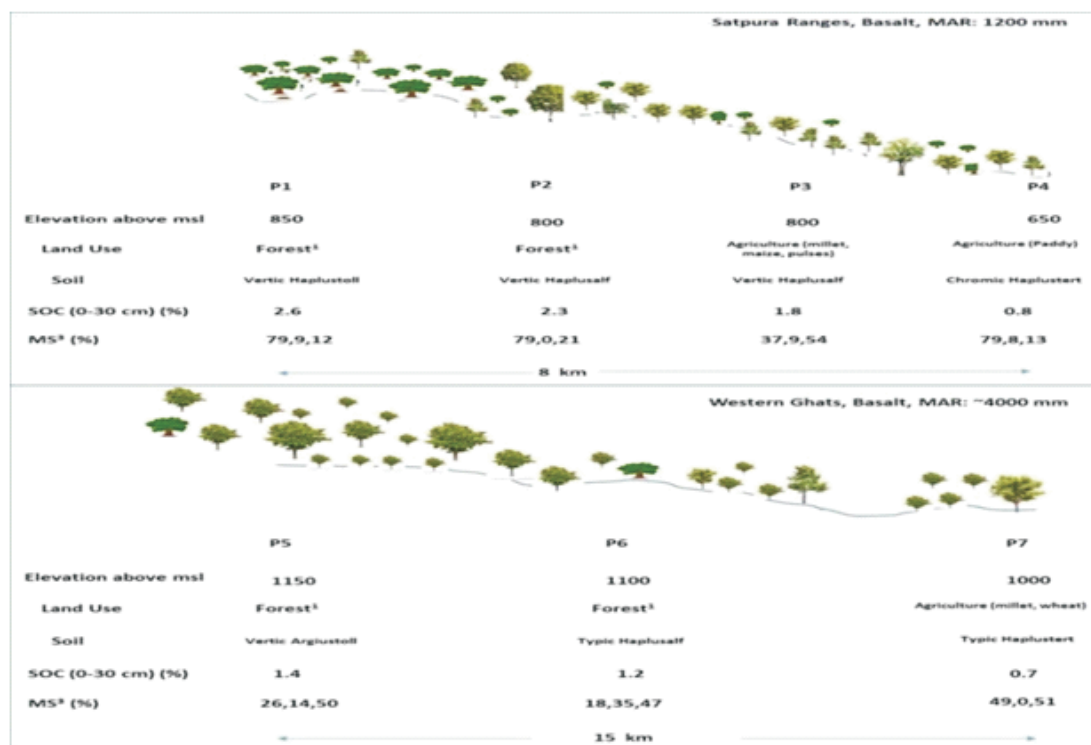 Satpura Ranges, Basalt, MAR: 1200 mm
P1 P2 P3 P4
Elevation above msl 850 800 800 650
Land Use Forest¹ Forest¹ Agriculture (millet, maize, pulses) Agriculture (Paddy)
Soil Vertic Haplustoll Vertic Haplusalf Vertic Haplusalf Chromic Haplustert
SOC (0-30 cm) (%) 2.6 2.3 1.8 0.8
MS³ (%) 79,9,12 79,0,21 37,9,54 79,8,13
8 km
Western Ghats, Basalt, MAR: ~4000 mm
P5 P6 P7
Elevation above msl 1150 1100 1000
Land Use Forest¹ Forest¹ Agriculture (millet, wheat)
Soil Vertic Argiustoll Typic Haplusalf Typic Haplustert
SOC (0-30 cm) (%) 1.4 1.2 0.7
MS³ (%) 26,14,50 18,35,47 49,0,51
15 km